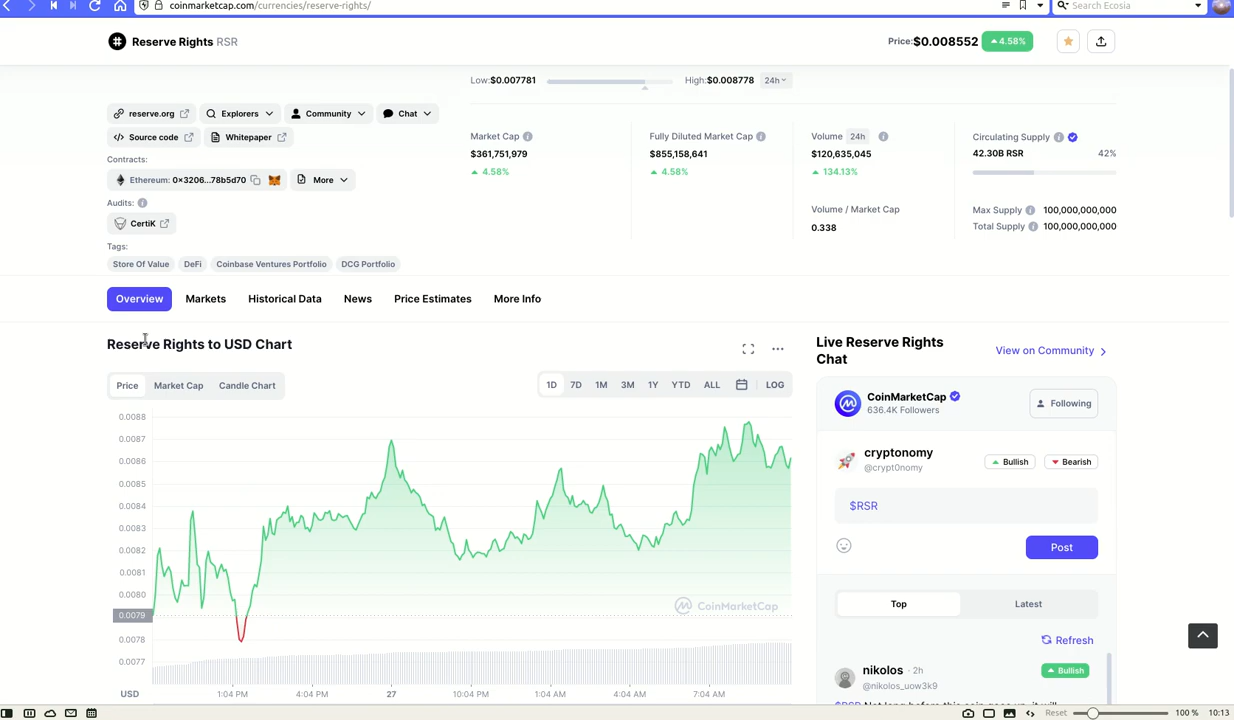 coinmarketcap.com/currencies/reserve-rights/
Search Ecosia
Reserve Rights RSR
Price:$0.008552 4.58%
Low:$0.007781 High:$0.008778 24h
reserve.org Explorers Community Chat
Source code Whitepaper
Contracts:
Ethereum: 0x3206...78b5d70 More
Audits:
CertiK
Tags:
Store Of Value DeFi Coinbase Ventures Portfolio DCG Portfolio
Market Cap
$361,751,979
4.58%
Fully Diluted Market Cap
$855,158,641
4.58%
Volume 24h
$120,635,045
134.13%
Volume / Market Cap
0.338
Circulating Supply
42.30B RSR 42%
Max Supply 100,000,000,000
Total Supply 100,000,000,000
Overview Markets Historical Data News Price Estimates More Info
Reserve Rights to USD Chart
Price Market Cap Candle Chart
1D 7D 1M 3M 1Y YTD ALL LOG
0.0088
0.0087
0.0086
0.0085
0.0084
0.0083
0.0082
0.0081
0.0080
0.0079
0.0078
0.0077
CoinMarketCap
USD 1:04 PM 4:04 PM 27 10:04 PM 1:04 AM 4:04 AM 7:04 AM
Live Reserve Rights
Chat
View on Community
CoinMarketCap
636.4K Followers
Following
cryptonomy
@crypt0nomy
Bullish Bearish
$RSR
Post
Top Latest
Refresh
nikolos · 2h
@nikolos_uow3k9
Bullish
$RSR Not long before this coin goes up, it will
Reset 100 % 10:13